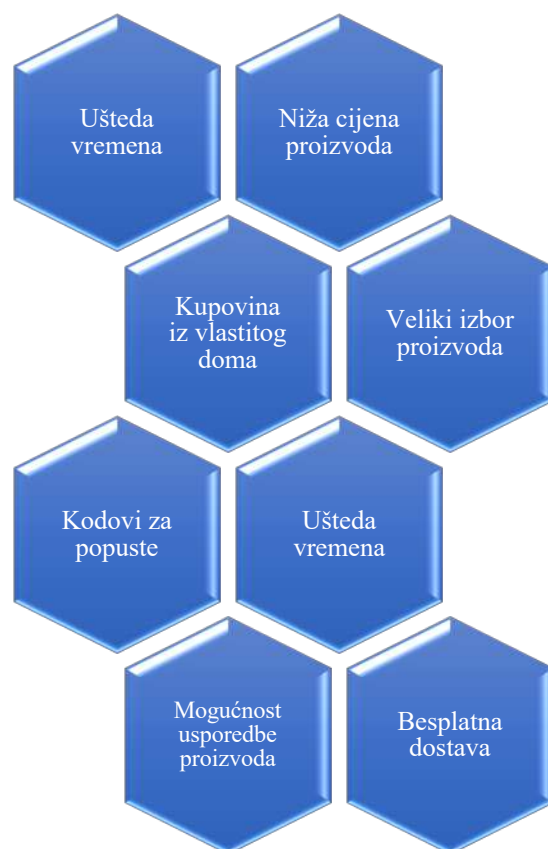 Ušteda
vremena
Niža cijena
proizvoda
Kupovina
iz vlastitog
doma
Veliki izbor
proizvoda
Kodovi za
popuste
Ušteda
vremena
Mogućnost
usporedbe
proizvoda
Besplatna
dostava